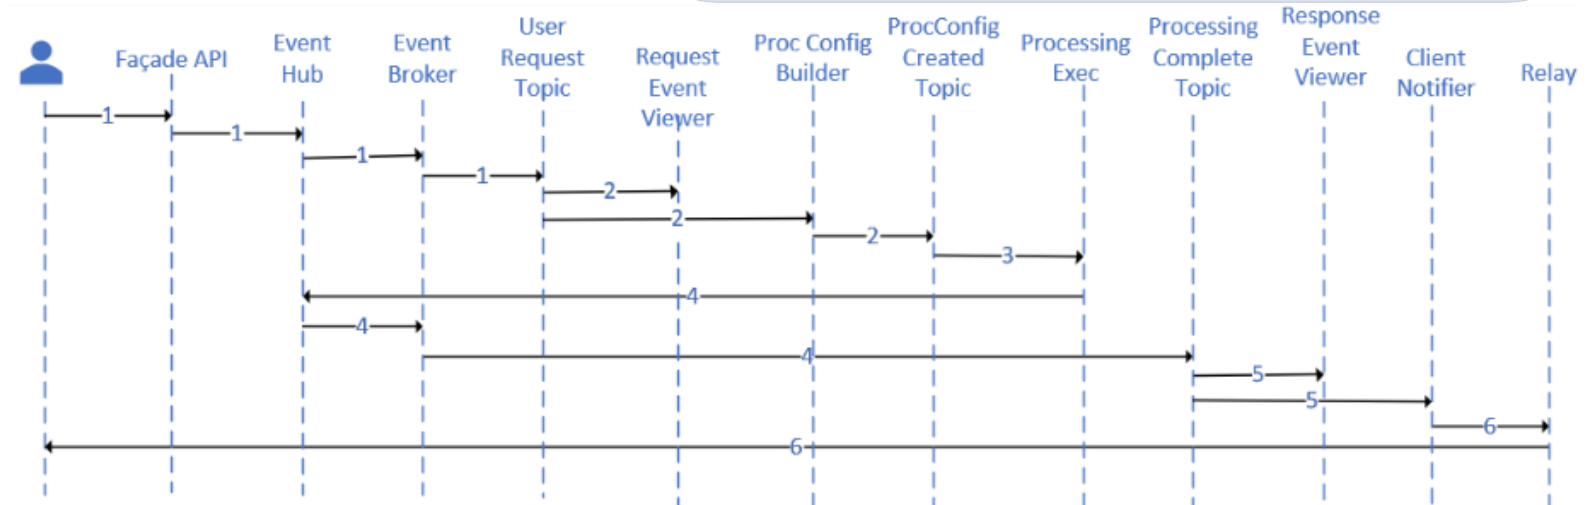 Façade API
Event
Hub
Event
Broker
User
Request
Topic
Request
Event
Viewer
Proc Config
Builder
ProcConfig
Created
Topic
Processing
Exec
Processing
Complete
Topic
Response
Event
Viewer
Client
Notifier
Relay
1
1
1
1
2
2
2
3
4
4
4
5
5
6
6